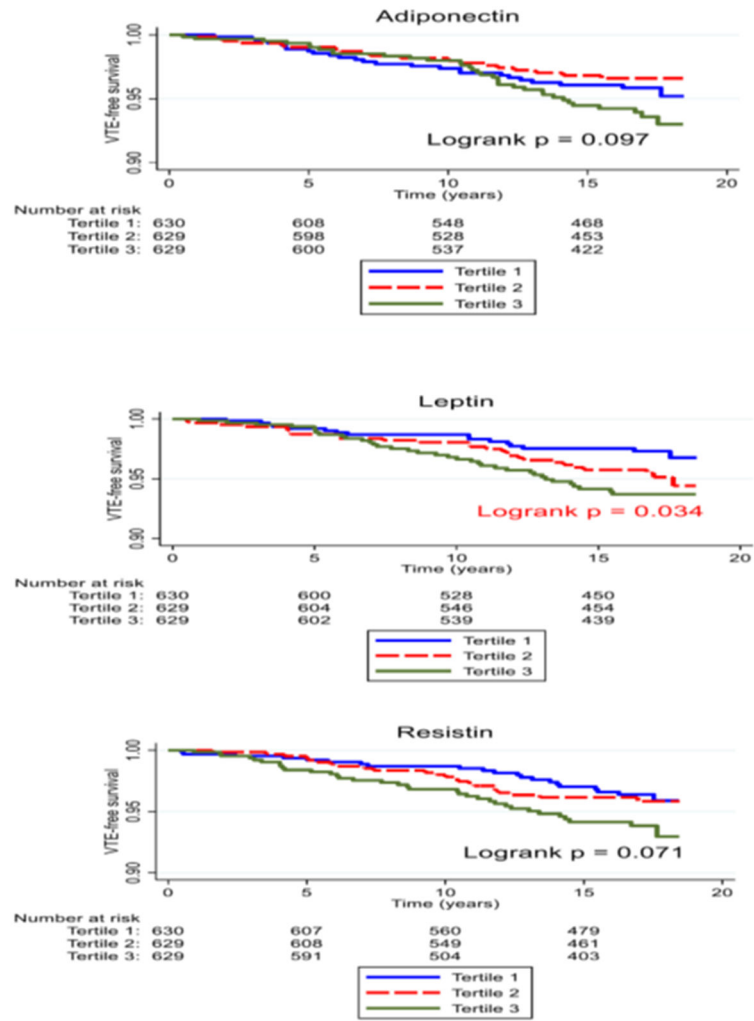 Adiponectin
VTE-free survival
1.00
0.95
0.90
Logrank p = 0.097
0 5 10 15 20
Time (years)
Number at risk
Tertile 1: 630 608 548 468
Tertile 2: 629 598 528 453
Tertile 3: 629 600 537 422
Tertile 1
Tertile 2
Tertile 3
Leptin
VTE-free survival
1.00
0.95
0.90
Logrank p = 0.034
0 5 10 15 20
Time (years)
Number at risk
Tertile 1: 630 600 528 450
Tertile 2: 629 604 546 454
Tertile 3: 629 602 539 439
Tertile 1
Tertile 2
Tertile 3
Resistin
VTE-free survival
1.00
0.95
0.90
Logrank p = 0.071
0 5 10 15 20
Time (years)
Number at risk
Tertile 1: 630 607 560 479
Tertile 2: 629 608 549 461
Tertile 3: 629 591 504 403
Tertile 1
Tertile 2
Tertile 3